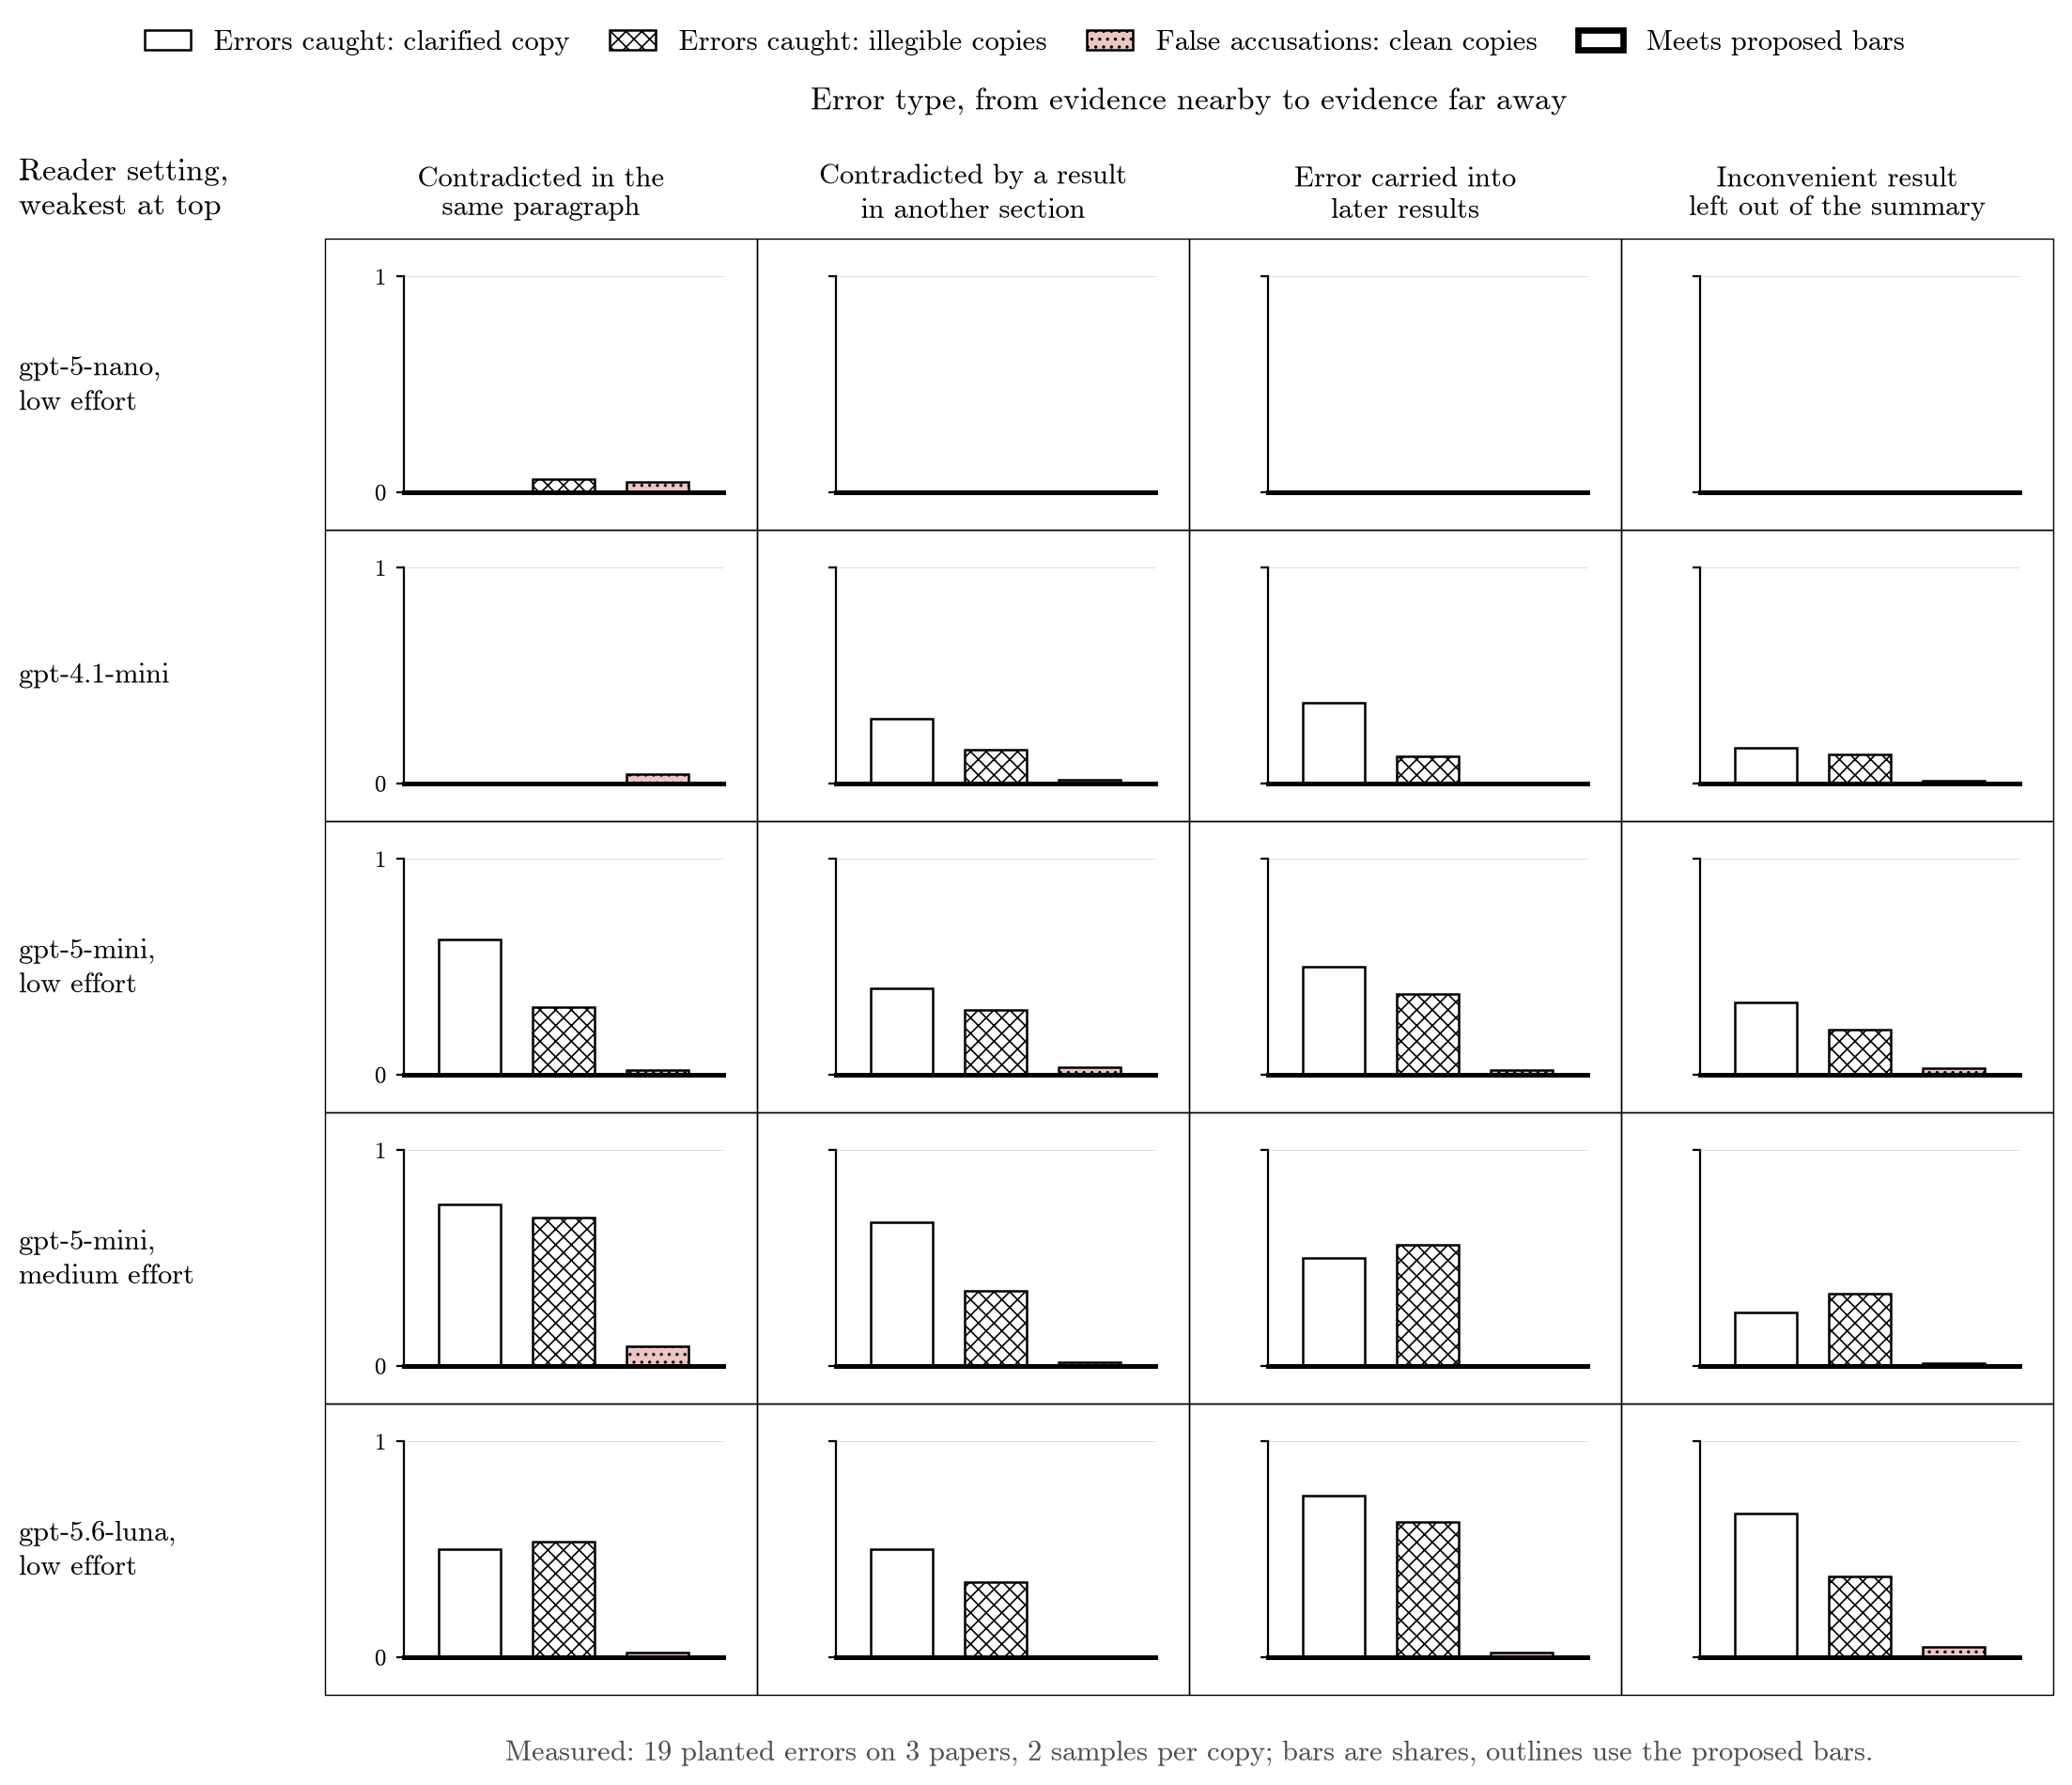 Errors caught: clarified copy
Errors caught: illegible copies
False accusations: clean copies
Meets proposed bars
Error type, from evidence nearby to evidence far away
Reader setting,
weakest at top
Contradicted in the
same paragraph
Contradicted by a result
in another section
Error carried into
later results
Inconvenient result
left out of the summary
gpt-5-nano,
low effort
1
0
gpt-4.1-mini
1
0
gpt-5-mini,
low effort
1
0
gpt-5-mini,
medium effort
1
0
gpt-5.6-luna,
low effort
1
0
Measured: 19 planted errors on 3 papers, 2 samples per copy; bars are shares, outlines use the proposed bars.